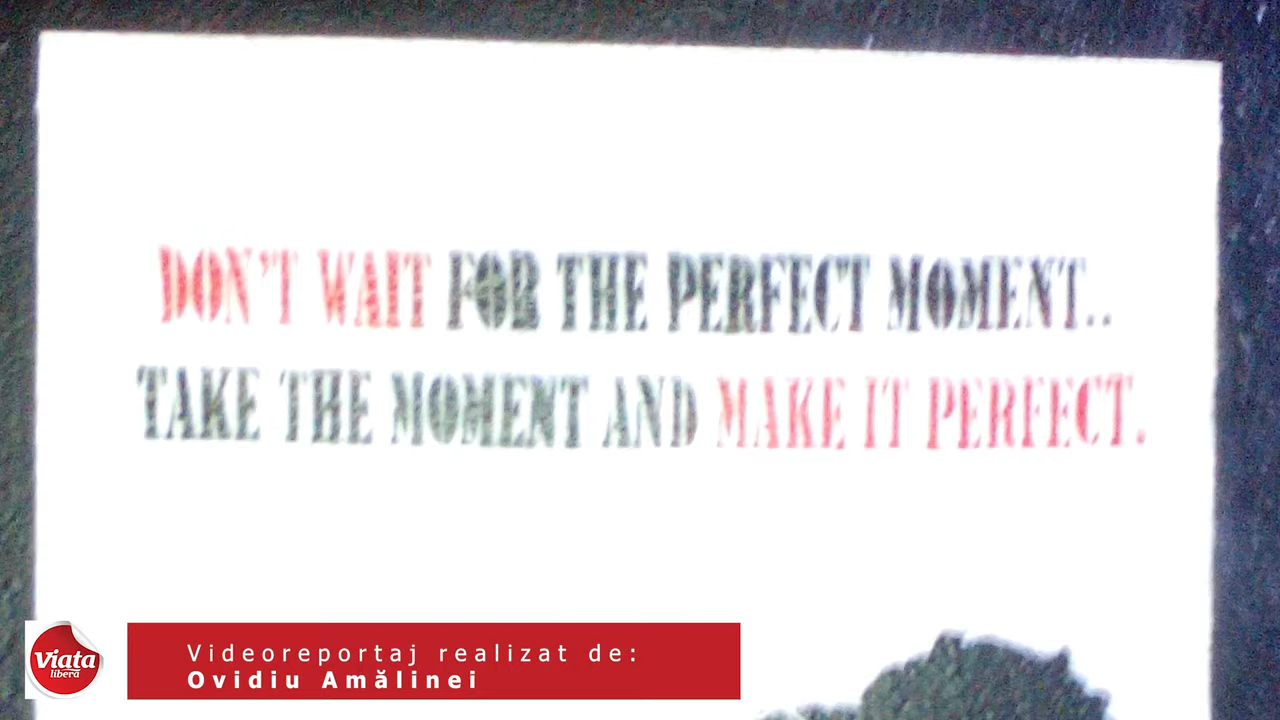 DON'T WAIT FOR THE PERFECT MOMENT..
TAKE THE MOMENT AND MAKE IT PERFECT.
Videoreportaj realizat de:
Ovidiu Amălinei
Viata
liberă